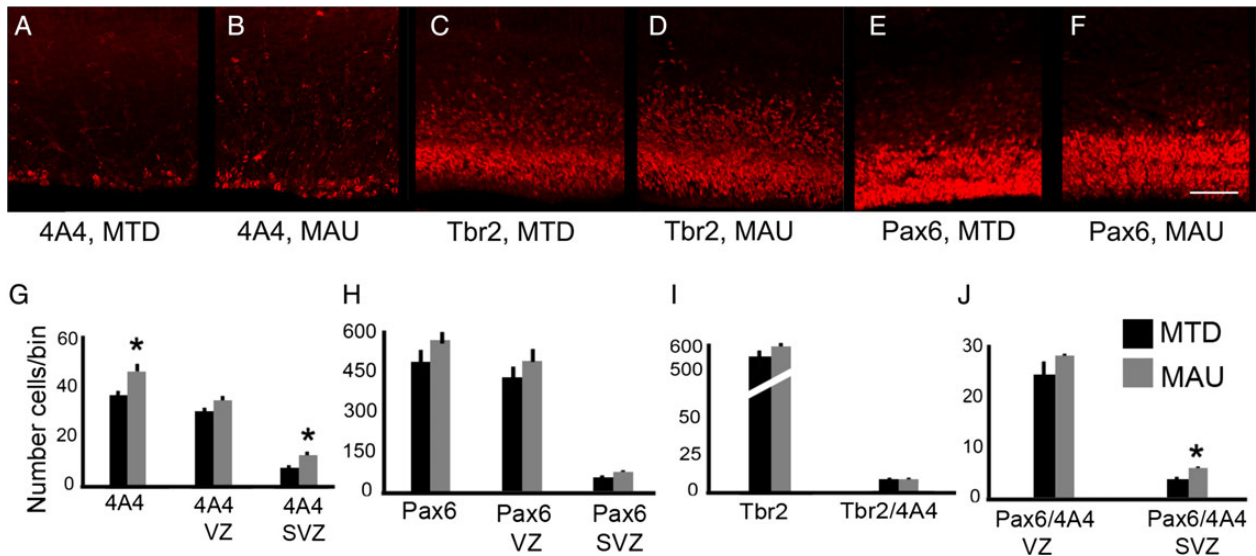 A B C D E F
4A4, MTD 4A4, MAU Tbr2, MTD Tbr2, MAU Pax6, MTD Pax6, MAU
G
Number cells/bin
60
40
20
0
*
*
4A4 4A4 4A4
VZ SVZ
H
600
450
300
150
0
Pax6 Pax6 Pax6
VZ SVZ
I
600
500
50
25
0
Tbr2 Tbr2/4A4
J
30
20
10
0
*
MTD
MAU
Pax6/4A4 Pax6/4A4
VZ SVZ